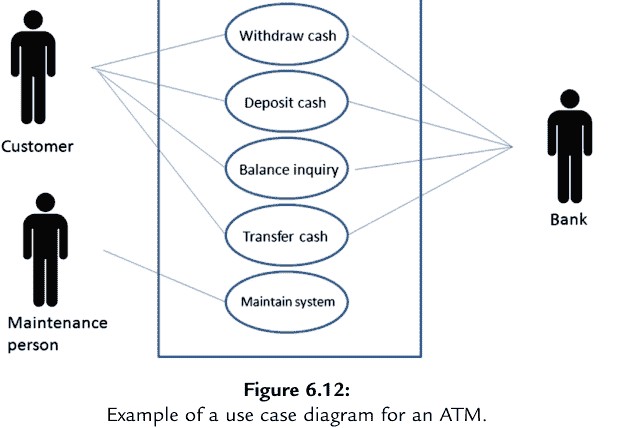 Withdraw cash
Deposit cash
Customer
Balance inquiry
Bank
Transfer cash
Maintain system
Maintenance
person
Figure 6.12:
Example of a use case diagram for an ATM.